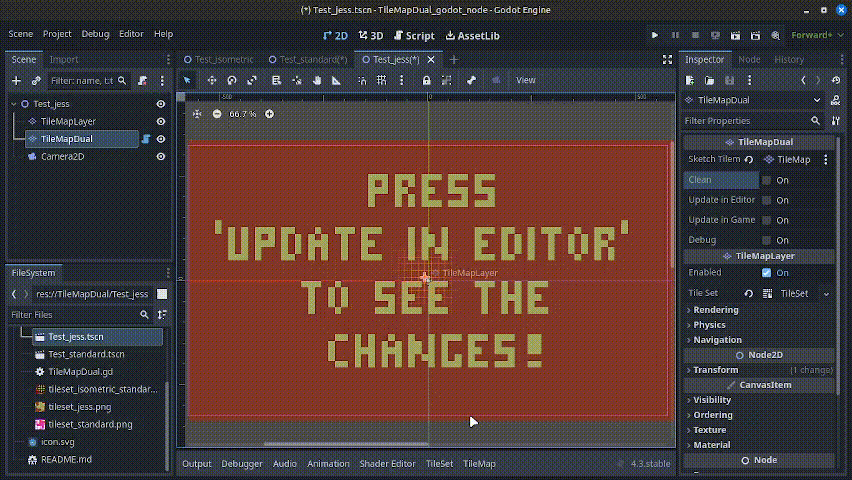 (*) Test_jess.tscn - TileMapDual_godot_node - Godot Engine
Scene Project Debug Editor Help
2D 3D Script AssetLib
Forward+
Scene Import
Filter: name, t:t
Test_jess
TileMapLayer
TileMapDual
Camera2D
FileSystem
res://TileMapDual/Test_jess
Filter Files
Test_jess.tscn
Test_standard.tscn
TileMapDual.gd
tileset_isometric_standar...
tileset_jess.png
tileset_standard.png
icon.svg
README.md
Test_isometric Test_standard(*) Test_jess(*)
View
-500 0 500
66.7 %
PRESS
'UPDATE IN EDITOR'
TileMapLayer
TO SEE THE
CHANGES!
Output Debugger Audio Animation Shader Editor TileSet TileMap 4.3.stable
Inspector Node History
TileMapDual
Filter Properties
TileMapDual
Sketch Tilem TileMap
Clean On
Update in Editor On
Update in Game On
Debug On
TileMapLayer
Enabled On
Tile Set TileSet
Rendering
Physics
Navigation
Node2D
Transform (1 change)
CanvasItem
Visibility
Ordering
Texture
Material
Node